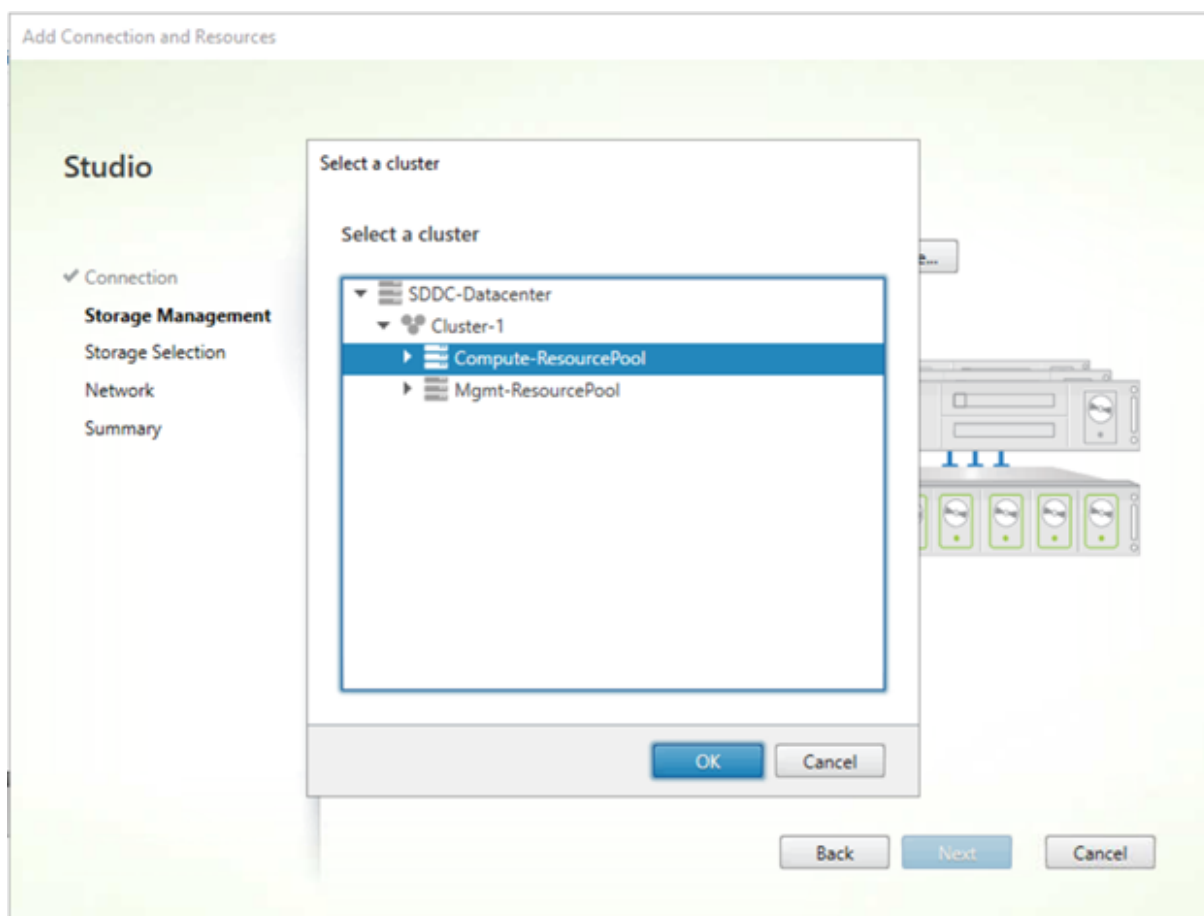 Add Connection and Resources
Studio
Connection
Storage Management
Storage Selection
Network
Summary
Select a cluster
Select a cluster
SDDC-Datacenter
Cluster-1
Compute-ResourcePool
Mgmt-ResourcePool
OK
Cancel
Back
Next
Cancel